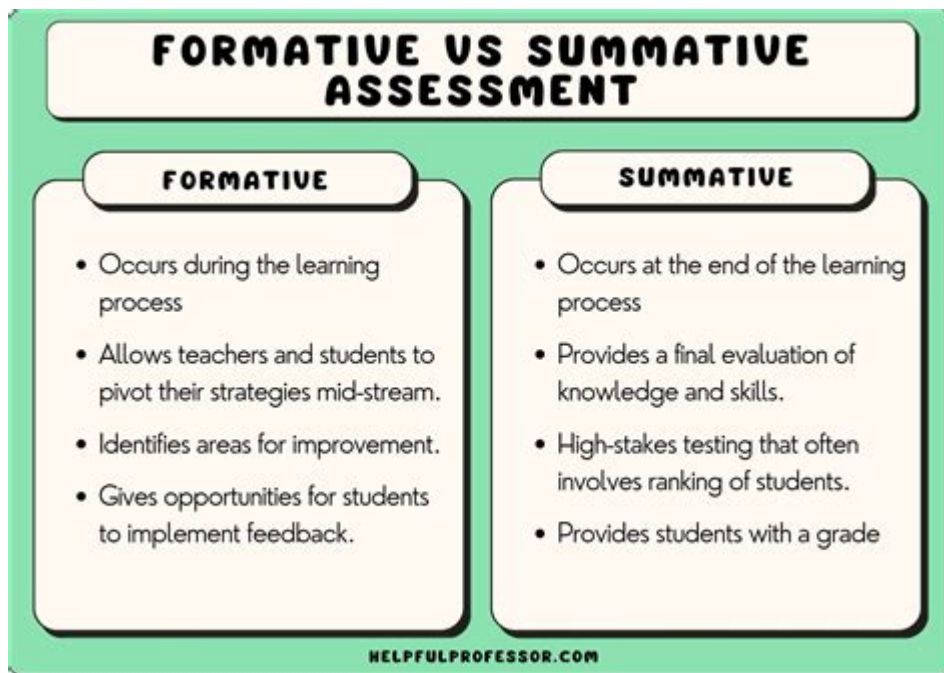 FORMATIVE VS SUMMATIVE
ASSESSMENT
FORMATIVE
• Occurs during the learning
process
• Allows teachers and students to
pivot their strategies mid-stream.
• Identifies areas for improvement.
• Gives opportunities for students
to implement feedback.
SUMMATIVE
• Occurs at the end of the learning
process
• Provides a final evaluation of
knowledge and skills.
• High-stakes testing that often
involves ranking of students.
• Provides students with a grade
HELPFULPROFESSOR.COM